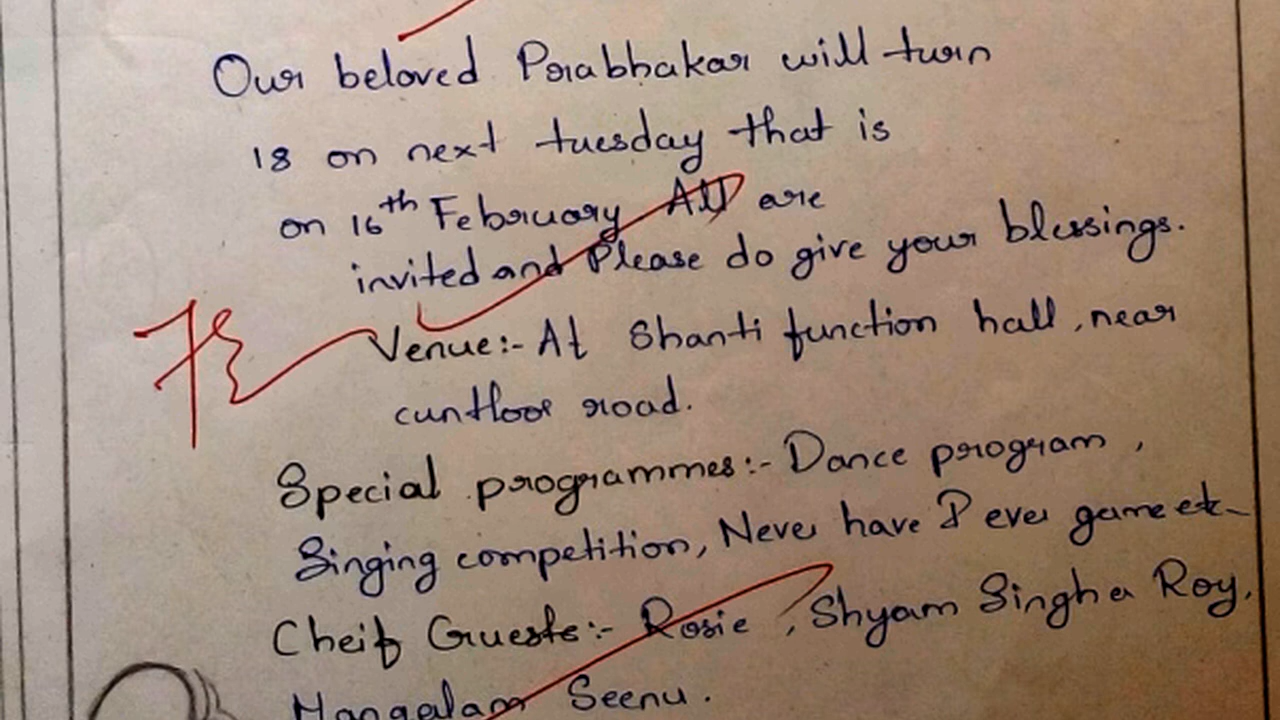 Our beloved Prabhakar will turn
18 on next tuesday that is
on 16th February All are
invited and Please do give your blessings.
Venue:- At Shanti function hall, near
cuntloor road.
Special programmes:- Dance program,
Singing competition, Never have I ever game etc
Cheif Guests:- Rosie, Shyam Singha Roy,
Mangalam Seenu.